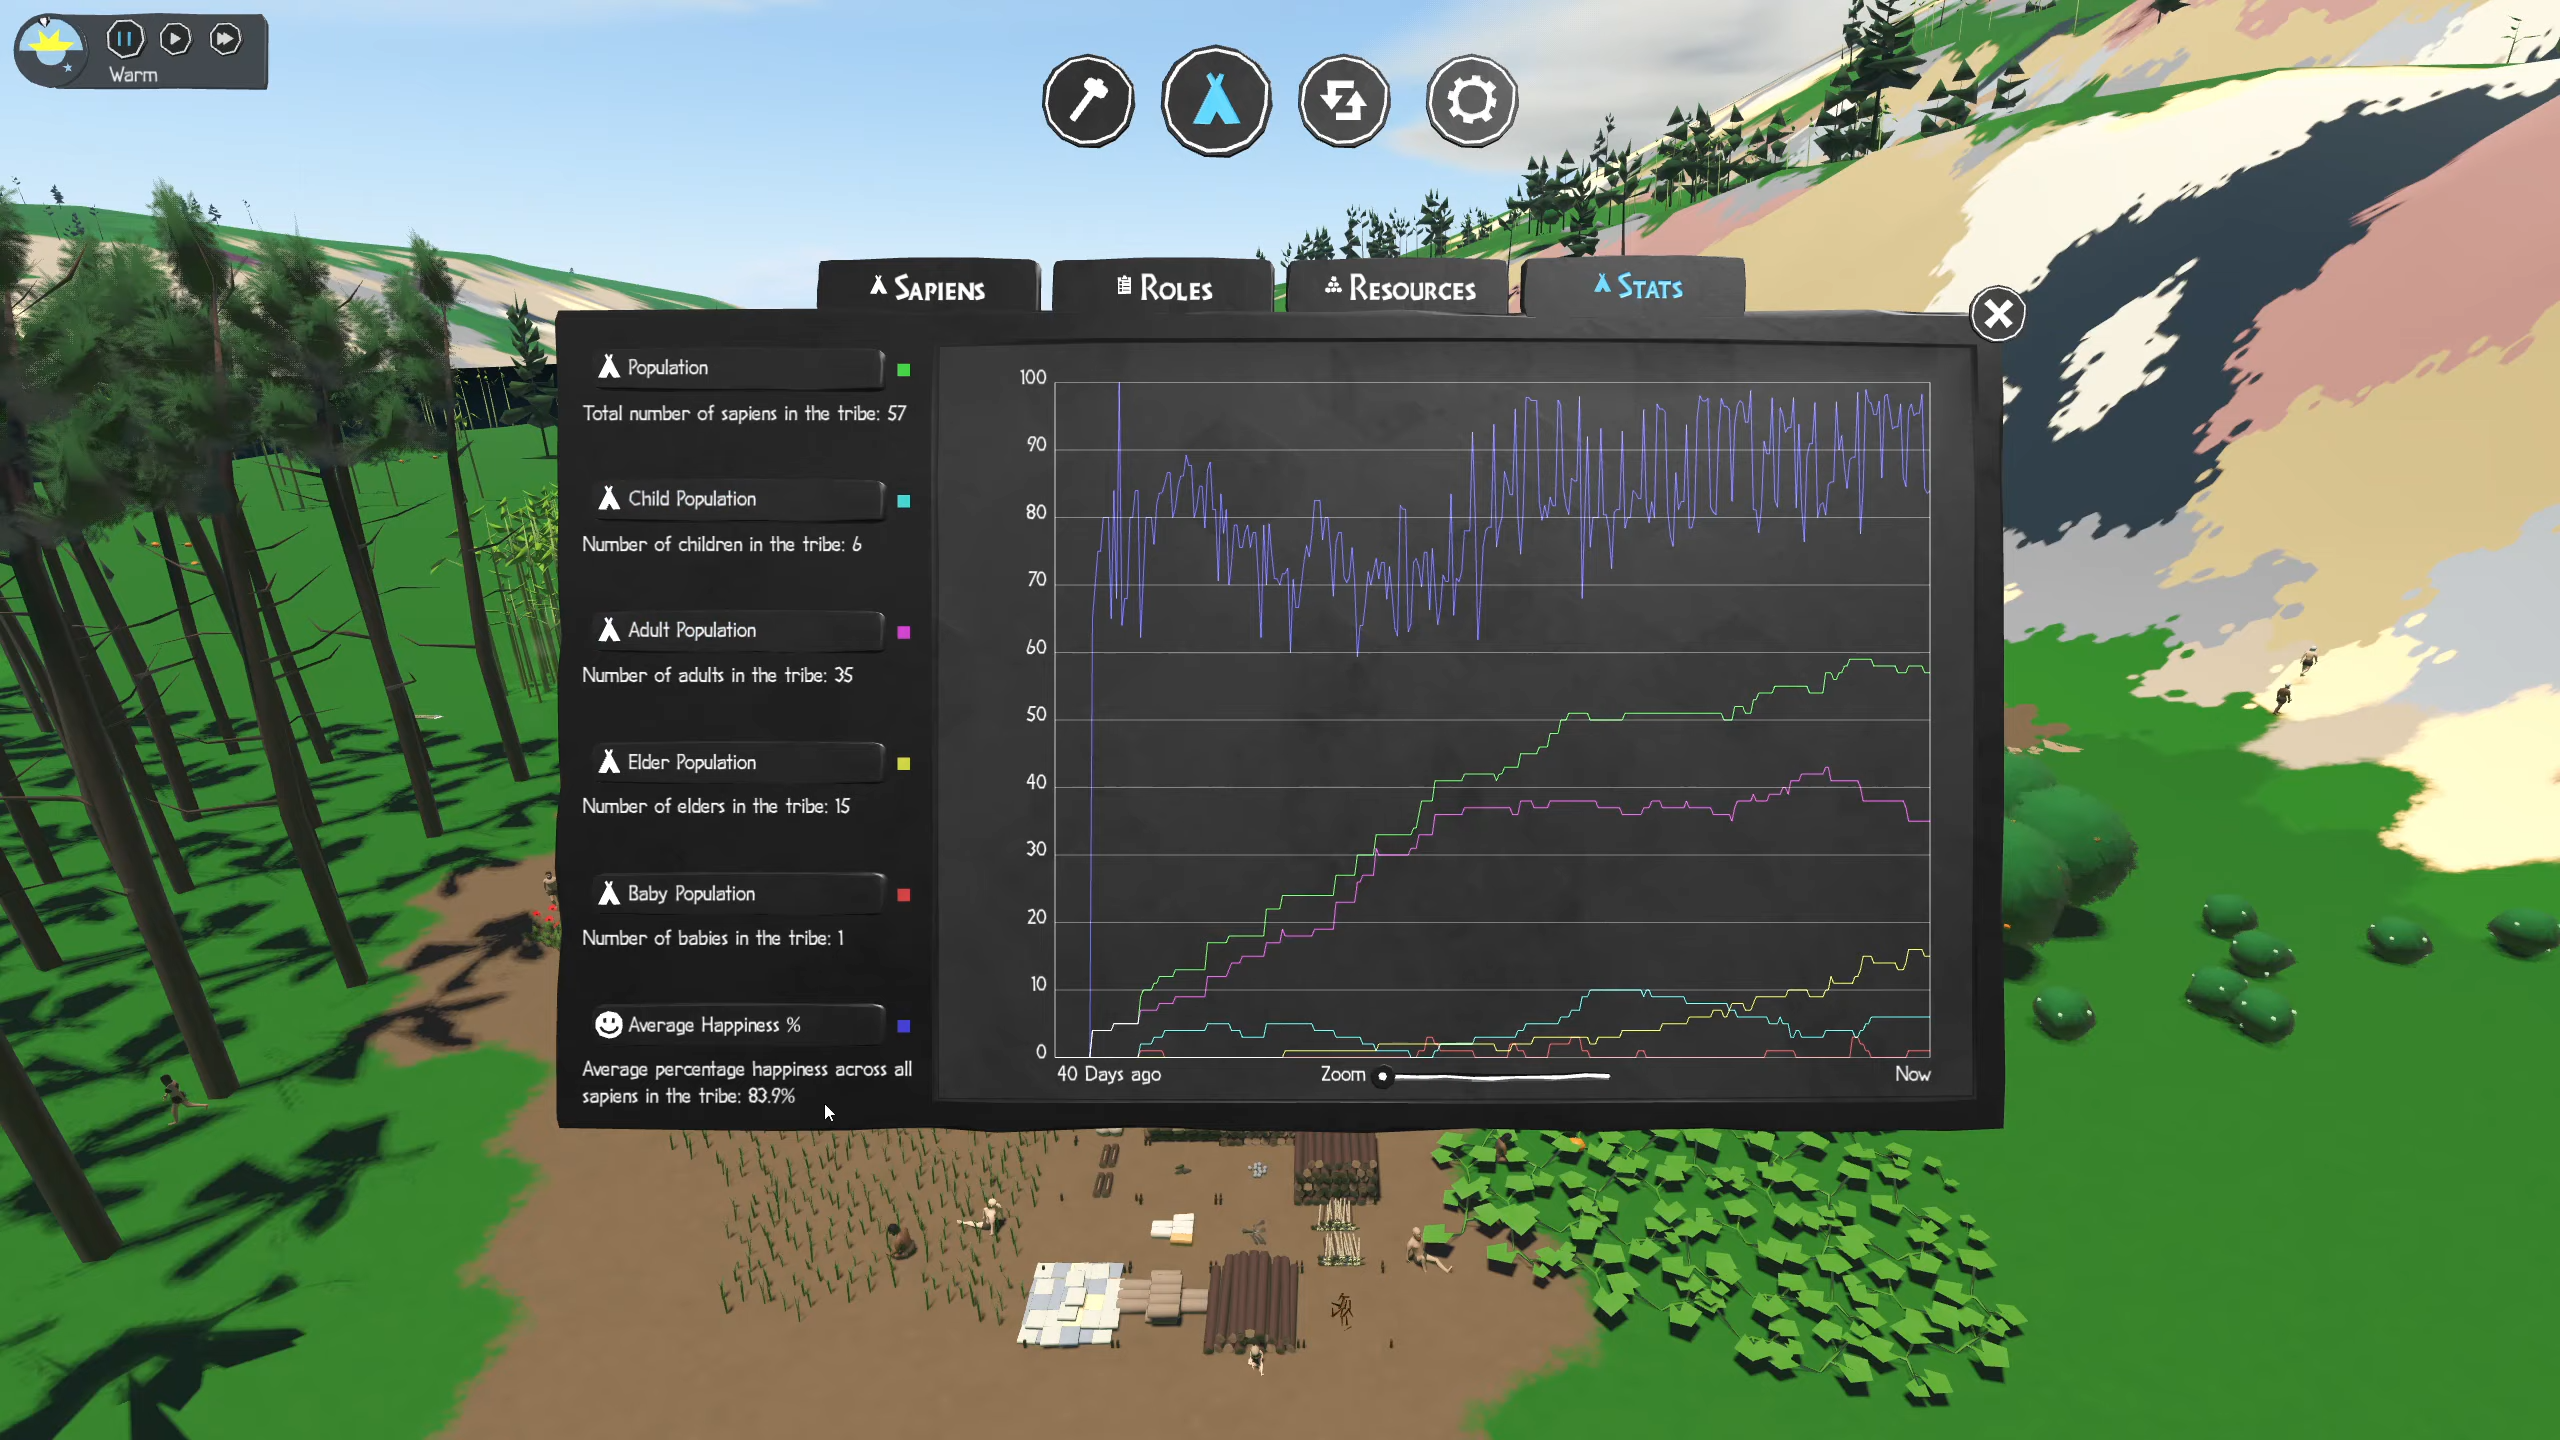 Warm
Sapiens
Roles
Resources
Stats
Population
Total number of sapiens in the tribe: 57
Child Population
Number of children in the tribe: 6
Adult Population
Number of adults in the tribe: 35
Elder Population
Number of elders in the tribe: 15
Baby Population
Number of babies in the tribe: 1
Average Happiness %
Average percentage happiness across all
sapiens in the tribe: 83.9%
100
90
80
70
60
50
40
30
20
10
0
40 Days ago
Zoom
Now